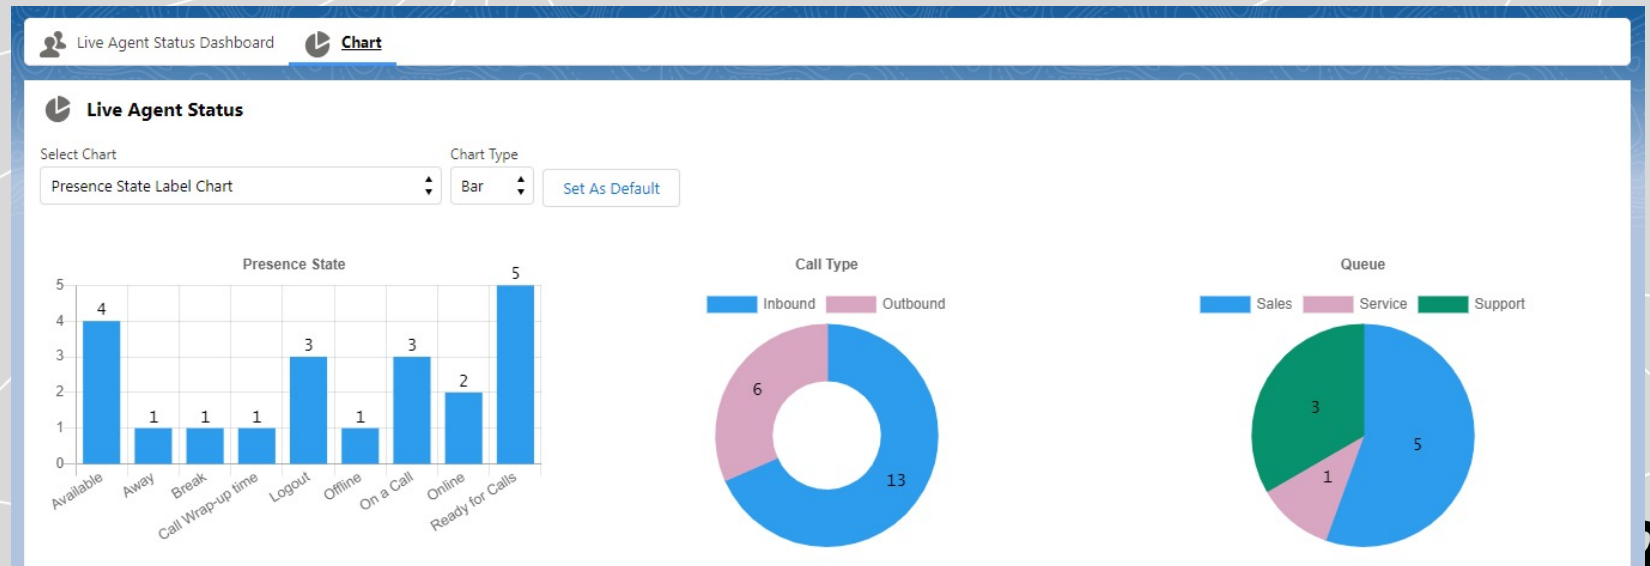 Live Agent Status Dashboard Chart
Live Agent Status
Select Chart Chart Type
Presence State Label Chart Bar Set As Default
Presence State
5
4
3
2
1
0
4
1
1
1
3
1
3
2
5
Available
Away
Break
Call Wrap-up time
Logout
Offline
On a Call
Online
Ready for Calls
Call Type
Inbound Outbound
6
13
Queue
Sales Service Support
3
5
1